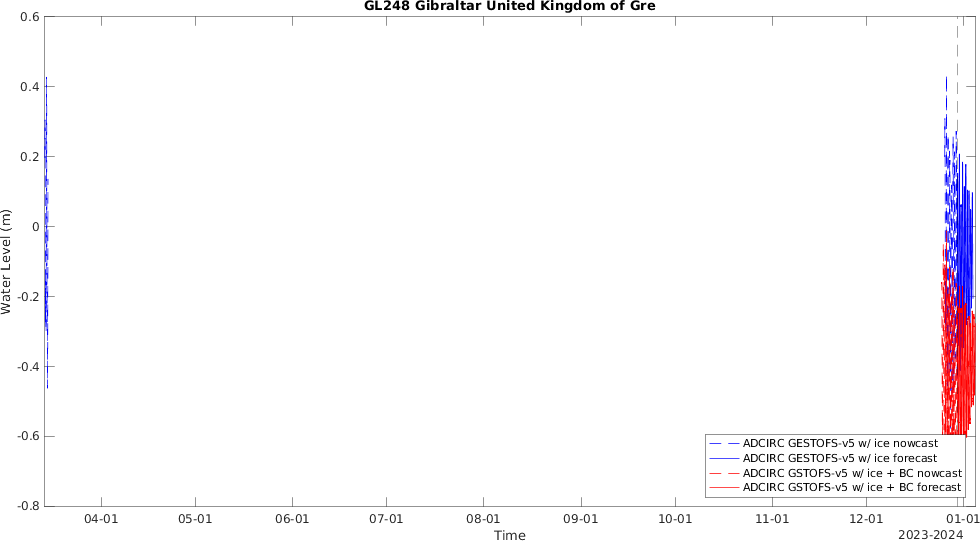 GL248 Gibraltar United Kingdom of Gre
0.6
0.4
0.2
0
-0.2
-0.4
-0.6
-0.8
Water Level (m)
ADCIRC GESTOFS-v5 w/ ice nowcast
ADCIRC GESTOFS-v5 w/ ice forecast
ADCIRC GSTOFS-v5 w/ ice + BC nowcast
ADCIRC GSTOFS-v5 w/ ice + BC forecast
04-01 05-01 06-01 07-01 08-01 09-01 10-01 11-01 12-01 01-01
Time
2023-2024